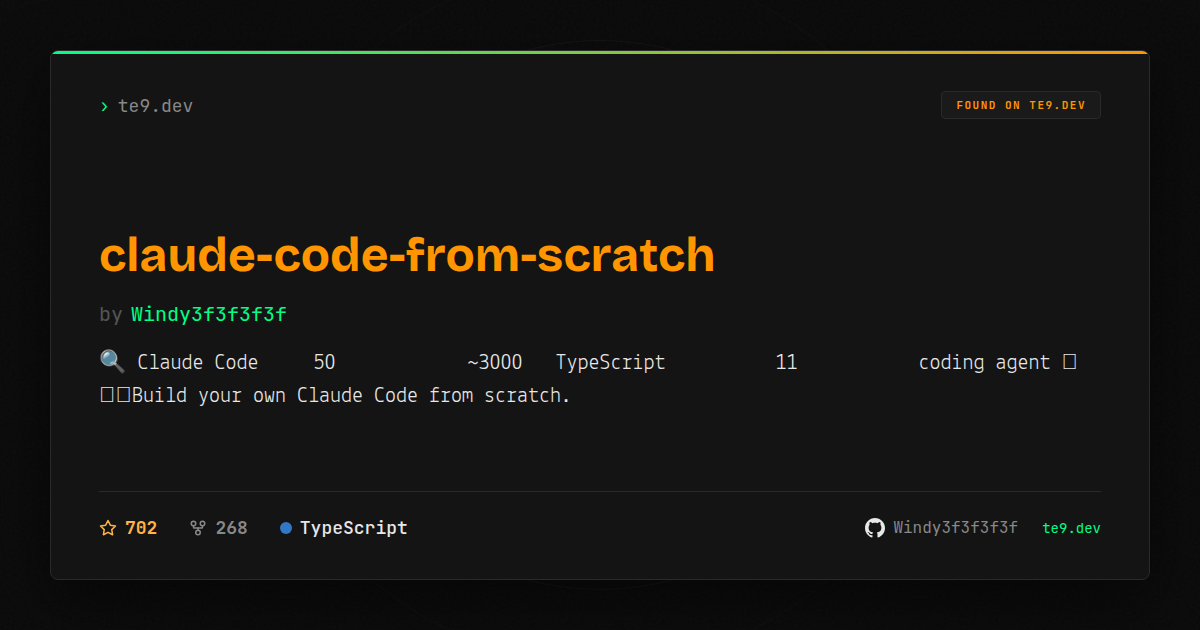 › te9.dev
FOUND ON TE9.DEV
claude-code-from-scratch
by Windy3f3f3f3f
🔍 Claude Code 50 ~3000 TypeScript 11 coding agent □
□□Build your own Claude Code from scratch.
702 268 TypeScript
Windy3f3f3f3f te9.dev